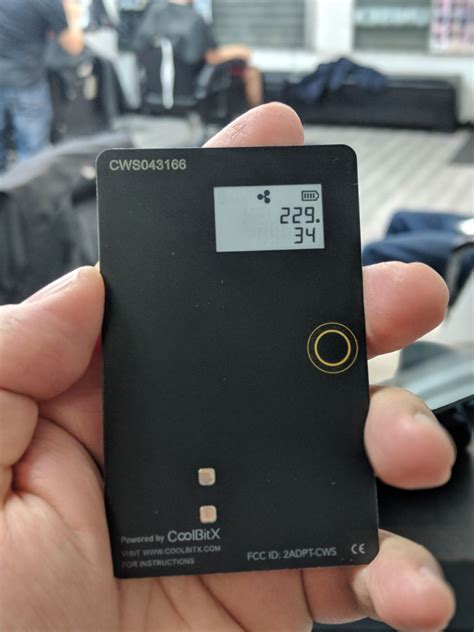 CWS043166
229.
34
Powered by CoolBitX
VISIT WWW.COOLBITX.COM
FOR INSTRUCTIONS
FCC ID: 2ADPT-CWS CE